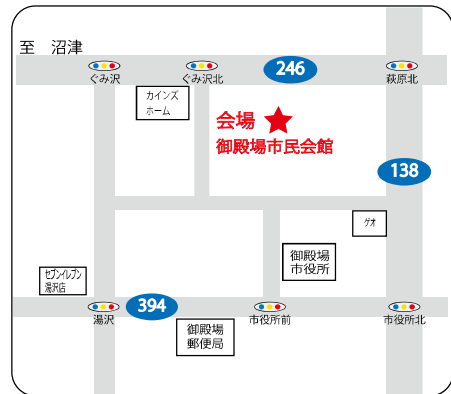 至　沼津
ぐみ沢
ぐみ沢北
246
萩原北
カインズ
ホーム
会場
御殿場市民会館
138
ゲオ
御殿場
市役所
セブンイレブン
湯沢店
394
湯沢
市役所前
市役所北
御殿場
郵便局